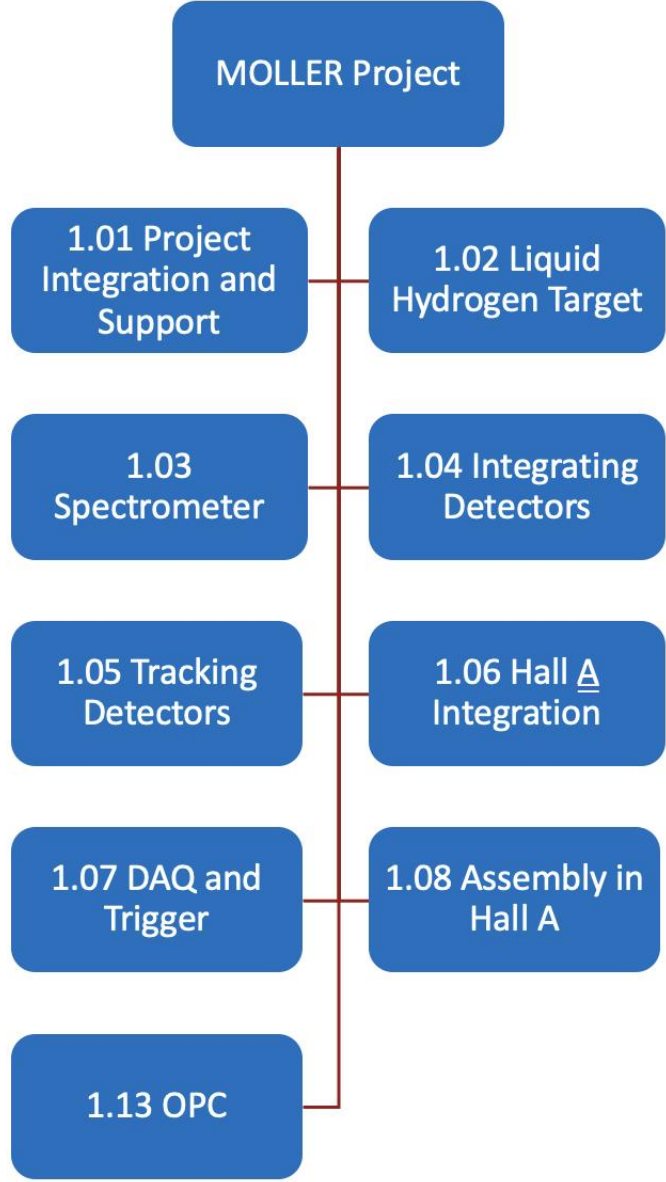 MOLLER Project
1.01 Project
Integration and
Support
1.02 Liquid
Hydrogen Target
1.03
Spectrometer
1.04 Integrating
Detectors
1.05 Tracking
Detectors
1.06 Hall A
Integration
1.07 DAQ and
Trigger
1.08 Assembly in
Hall A
1.13 OPC